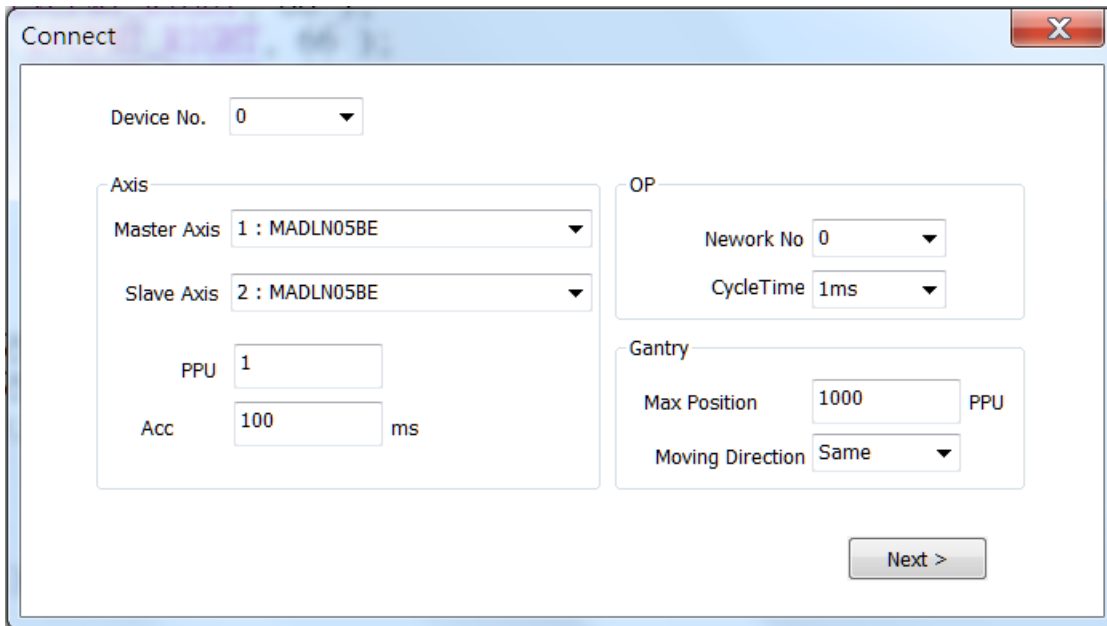 Connect
Device No. 0
Axis
Master Axis 1 : MADLN05BE
Slave Axis 2 : MADLN05BE
PPU 1
Acc 100 ms
OP
Nework No 0
CycleTime 1ms
Gantry
Max Position 1000 PPU
Moving Direction Same
Next >